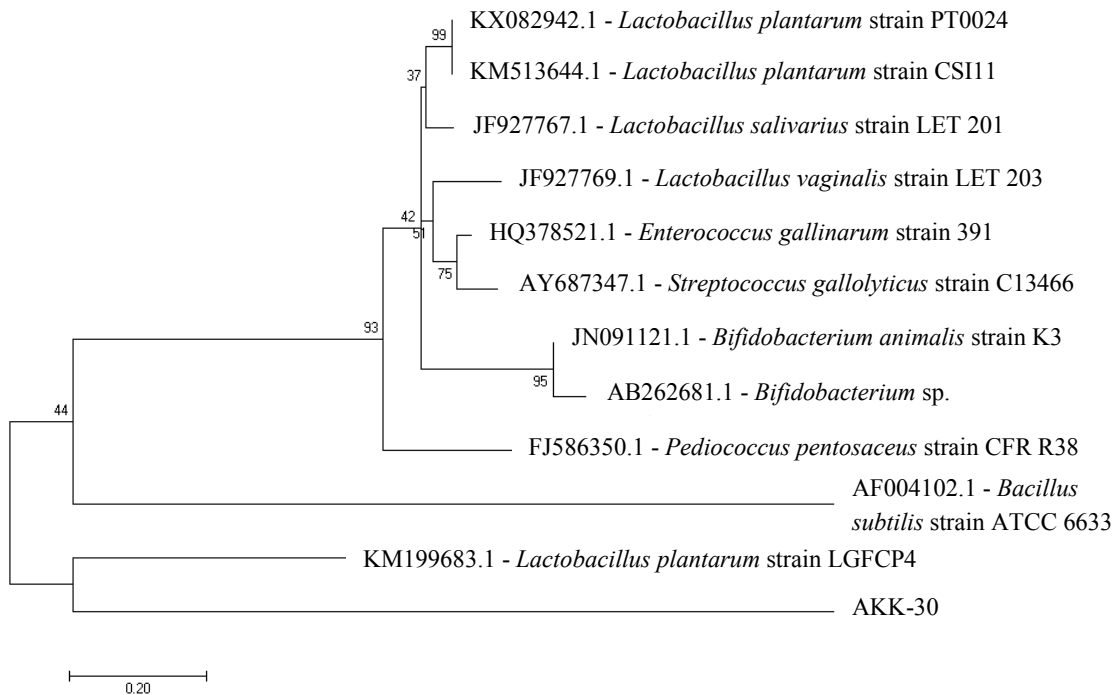 KX082942.1 - Lactobacillus plantarum strain PT0024
99
KM513644.1 - Lactobacillus plantarum strain CSI11
37
JF927767.1 - Lactobacillus salivarius strain LET 201
JF927769.1 - Lactobacillus vaginalis strain LET 203
42
51
HQ378521.1 - Enterococcus gallinarum strain 391
75
AY687347.1 - Streptococcus gallolyticus strain C13466
93
JN091121.1 - Bifidobacterium animalis strain K3
95
AB262681.1 - Bifidobacterium sp.
44
FJ586350.1 - Pediococcus pentosaceus strain CFR R38
AF004102.1 - Bacillus
subtilis strain ATCC 6633
KM199683.1 - Lactobacillus plantarum strain LGFCP4
AKK-30
0.20